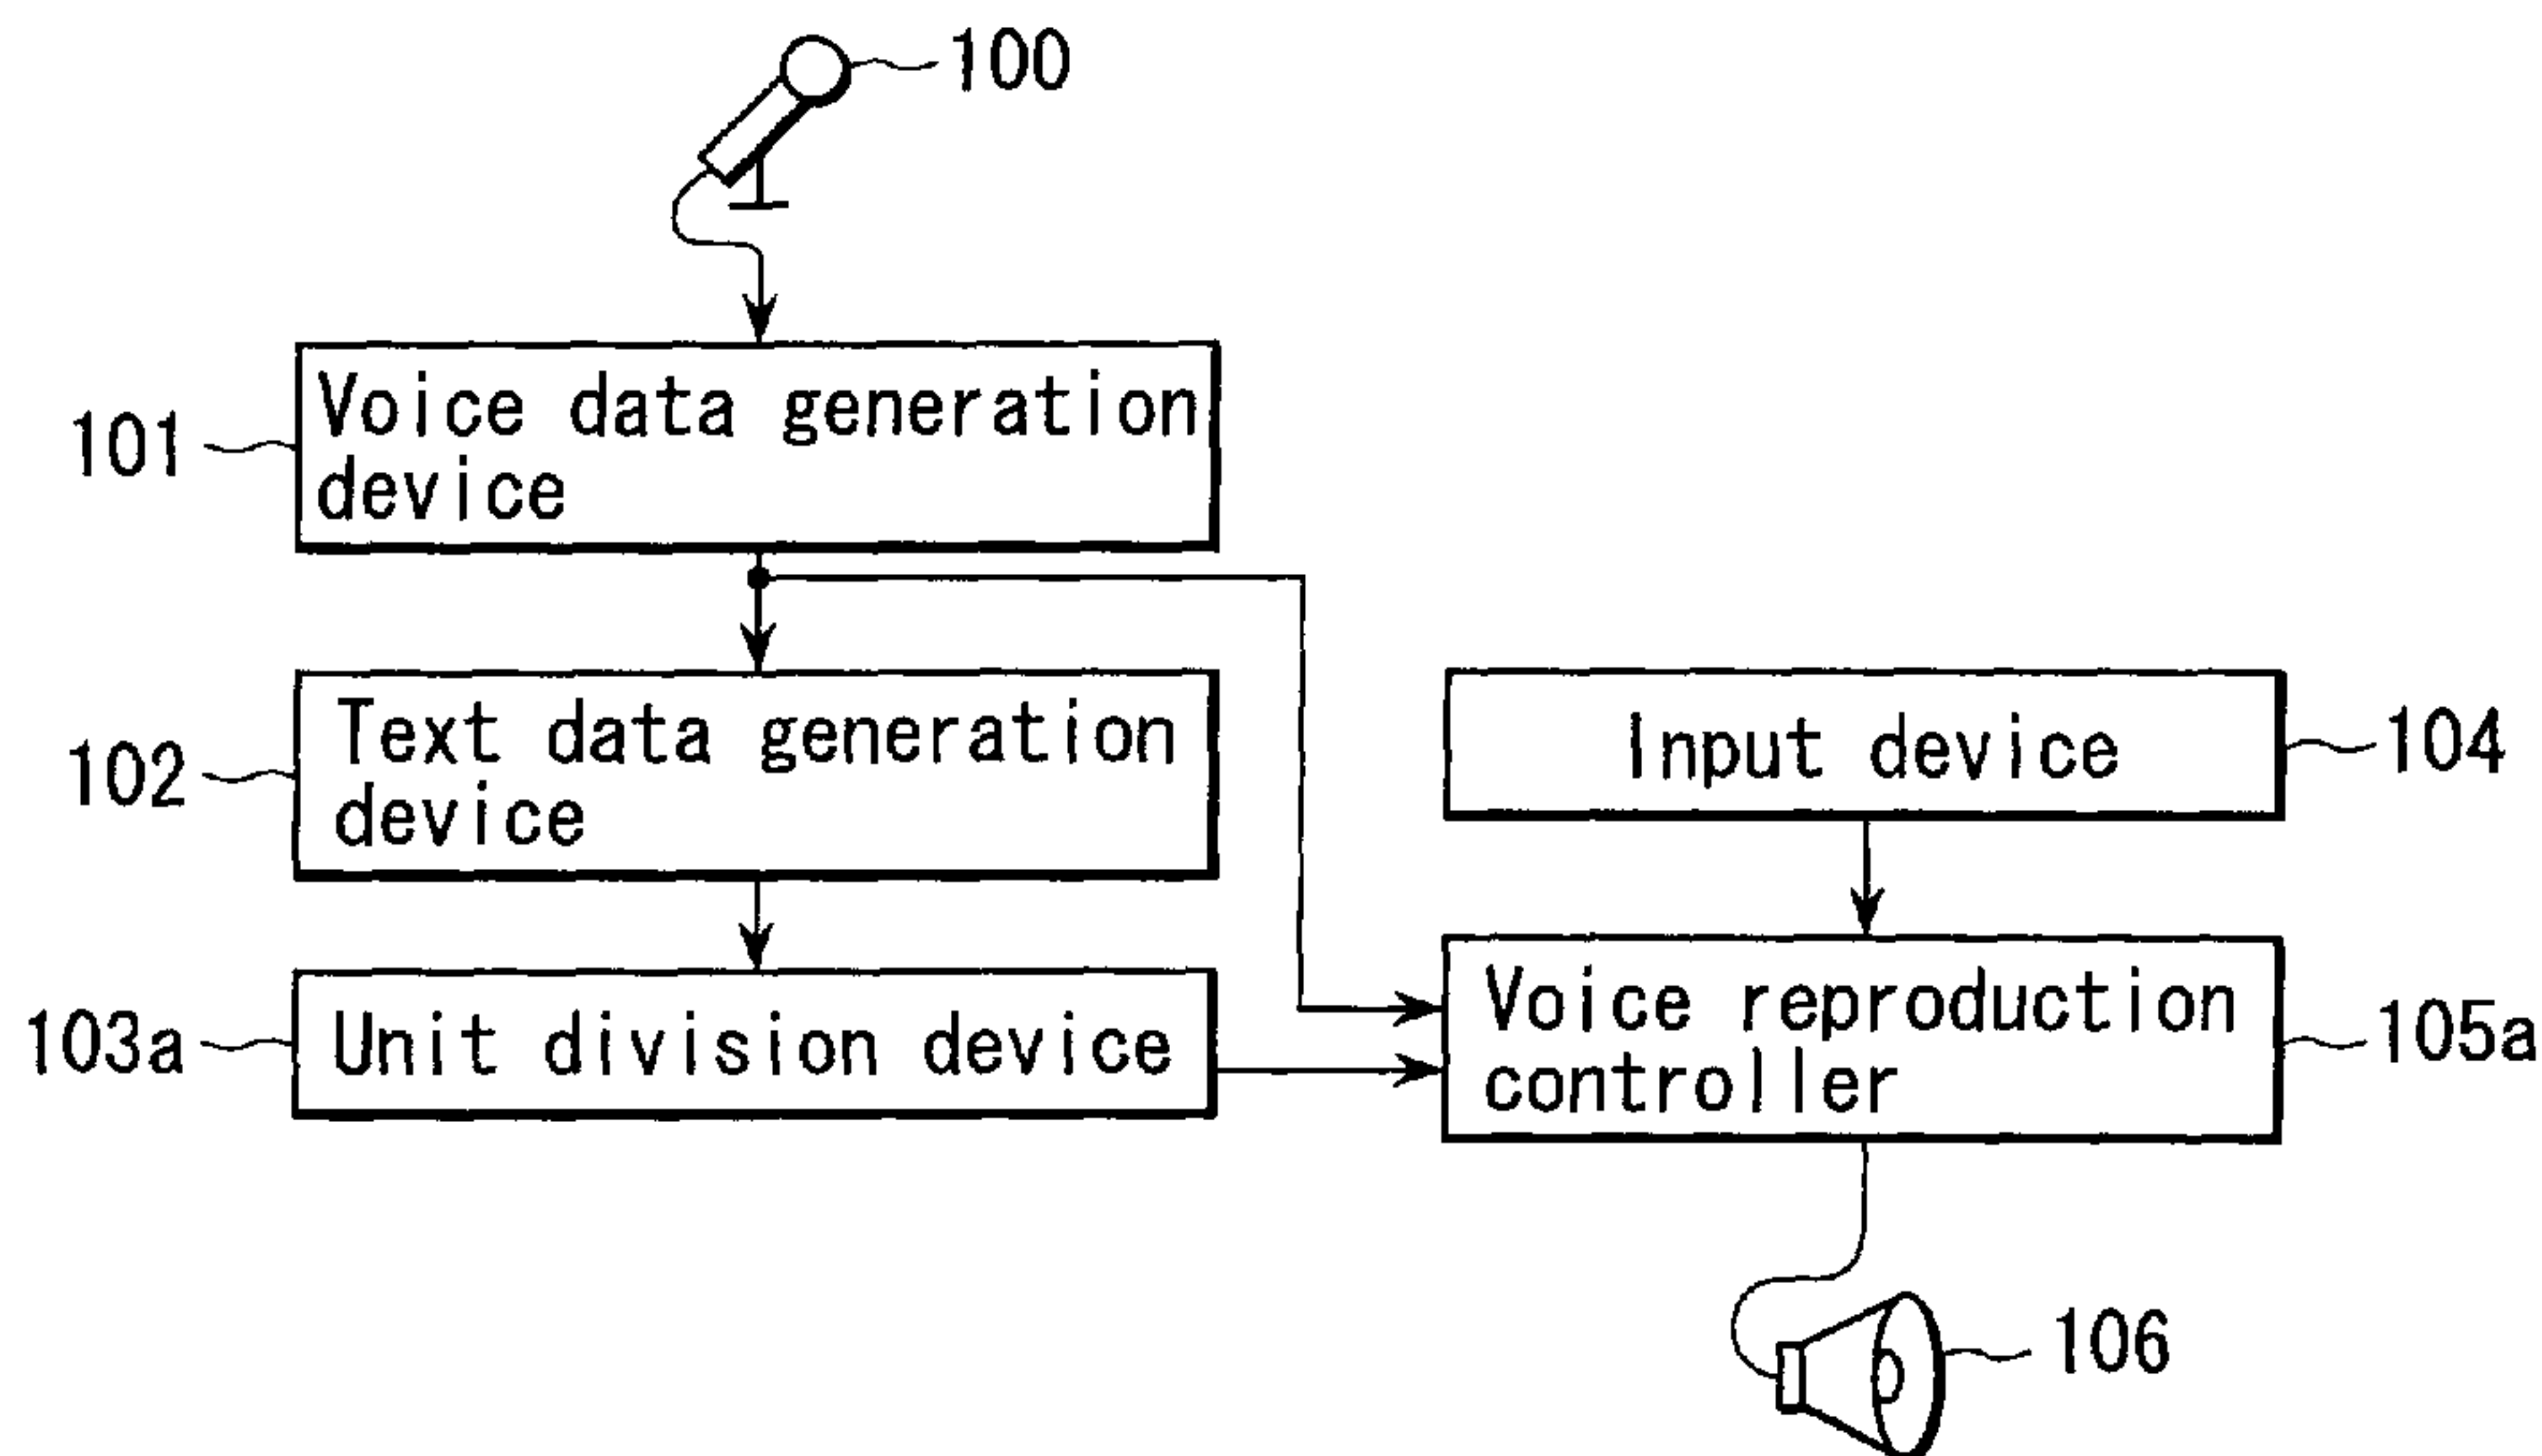 100
101
Voice data generation
device
102
Text data generation
device
Input device
104
103a
Unit division device
Voice reproduction
controller
105a
106